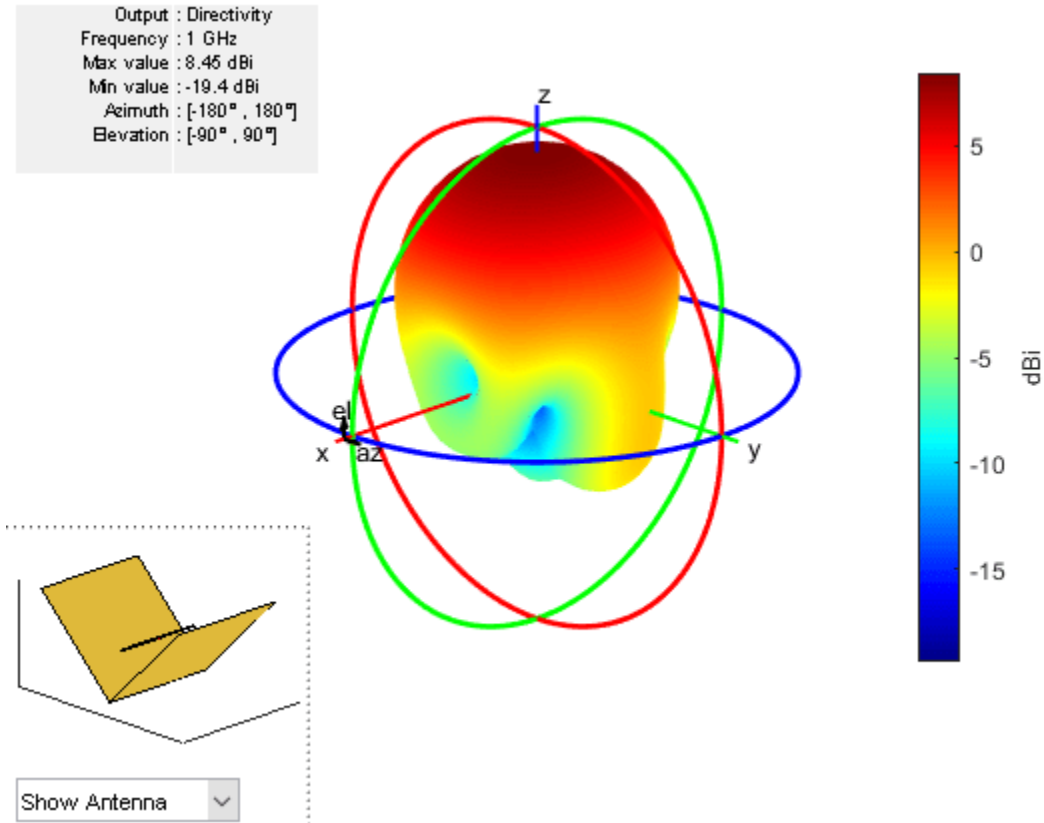 Output : Directivity
Frequency : 1 GHz
Max value : 8.45 dBi
Min value : -19.4 dBi
Azimuth : [-180° , 180°]
Elevation : [-90° , 90°]
z
5
0
-5
dBi
el
x
az
y
-10
-15
Show Antenna